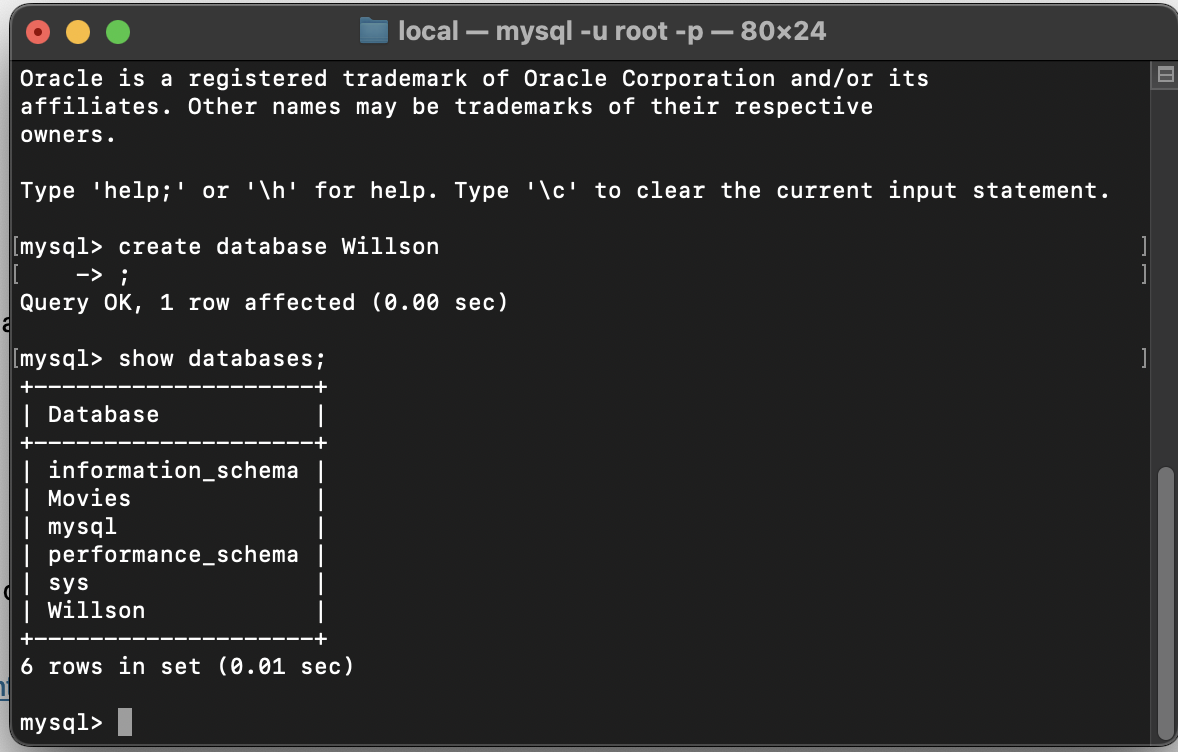 local — mysql -u root -p — 80×24
Oracle is a registered trademark of Oracle Corporation and/or its
affiliates. Other names may be trademarks of their respective
owners.
Type 'help;' or '\h' for help. Type '\c' to clear the current input statement.
[mysql> create database Willson ]
[    -> ; ]
Query OK, 1 row affected (0.00 sec)
[mysql> show databases; ]
+--------------------+
| Database           |
+--------------------+
| information_schema |
| Movies             |
| mysql              |
| performance_schema |
| sys                |
| Willson            |
+--------------------+
6 rows in set (0.01 sec)
mysql>